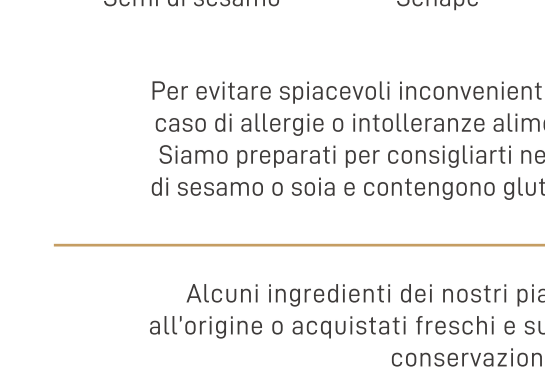 Semi di sesamo Senape
Per evitare spiacevoli inconvenient
caso di allergie o intolleranze alim
Siamo preparati per consigliarti ne
di sesamo o soia e contengono glut
Alcuni ingredienti dei nostri pia
all'origine o acquistati freschi e su
conservazion